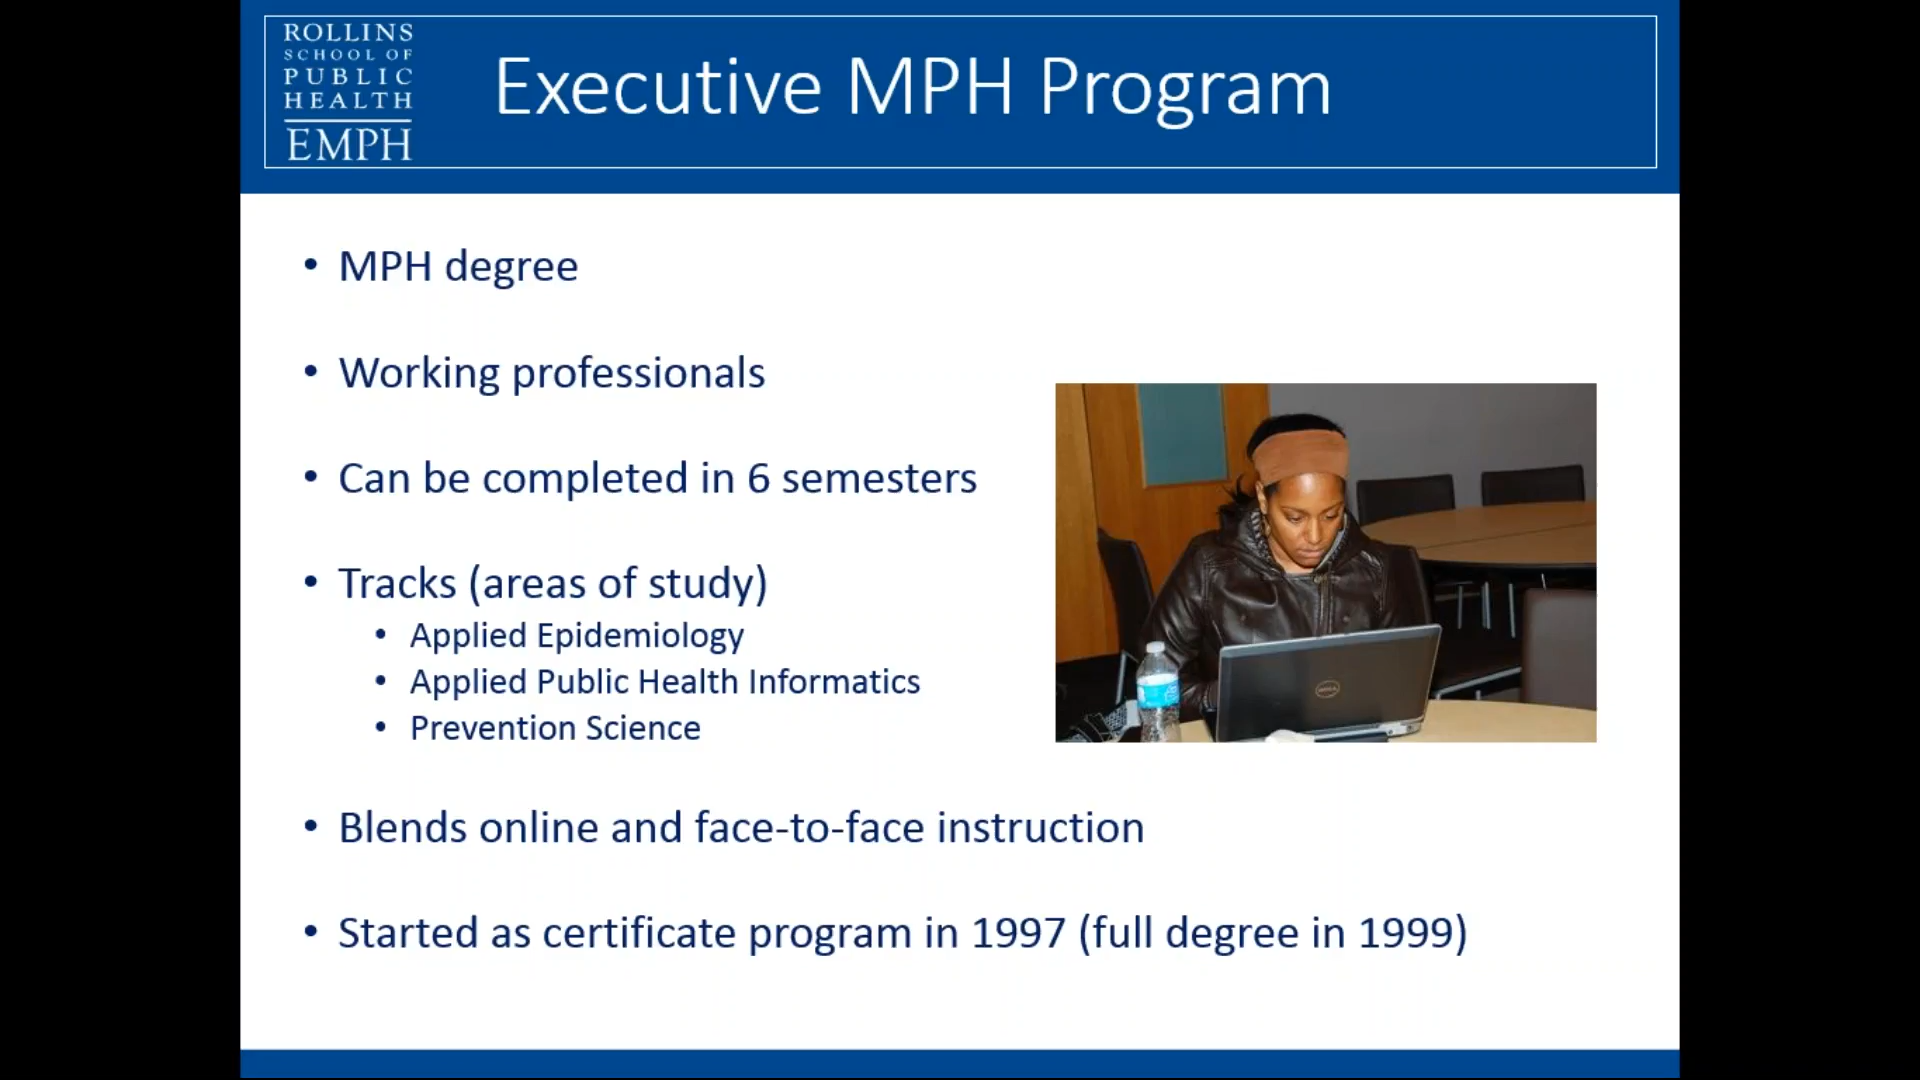 ROLLINS
SCHOOL OF
PUBLIC
HEALTH
EMPH
Executive MPH Program
• MPH degree
• Working professionals
• Can be completed in 6 semesters
• Tracks (areas of study)
• Applied Epidemiology
• Applied Public Health Informatics
• Prevention Science
• Blends online and face-to-face instruction
• Started as certificate program in 1997 (full degree in 1999)
DELL